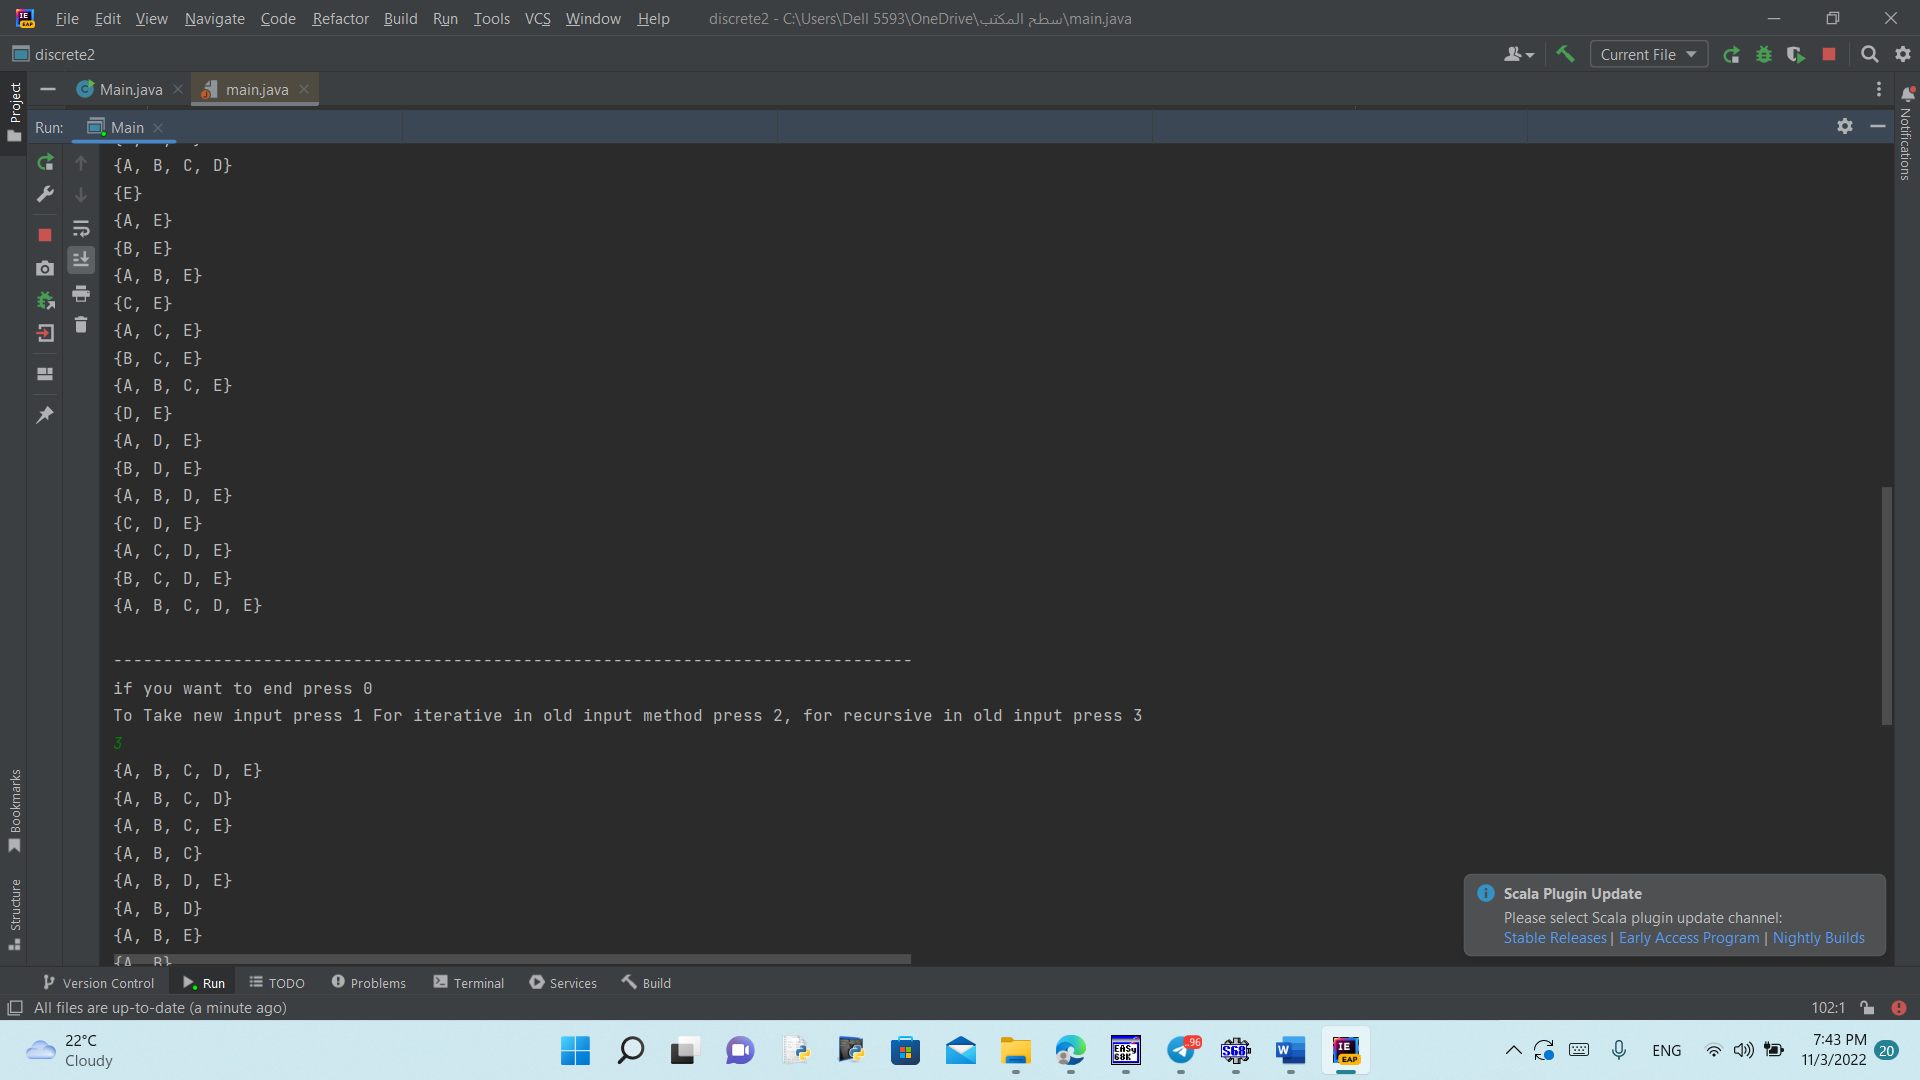 File Edit View Navigate Code Refactor Build Run Tools VCS Window Help discrete2 - C:\Users\Dell 5593\OneDrive\سطح المكتب\main.java
discrete2
Current File
Main.java
main.java
Project
Notifications
Run: Main
{A, B, C, D}
{E}
{A, E}
{B, E}
{A, B, E}
{C, E}
{A, C, E}
{B, C, E}
{A, B, C, E}
{D, E}
{A, D, E}
{B, D, E}
{A, B, D, E}
{C, D, E}
{A, C, D, E}
{B, C, D, E}
{A, B, C, D, E}
--------------------------------------------------------------------------------
if you want to end press 0
To Take new input press 1 For iterative in old input method press 2, for recursive in old input press 3
3
{A, B, C, D, E}
{A, B, C, D}
{A, B, C, E}
{A, B, C}
{A, B, D, E}
{A, B, D}
{A, B, E}
{A, B}
Bookmarks
Structure
Scala Plugin Update
Please select Scala plugin update channel:
Stable Releases | Early Access Program | Nightly Builds
Version Control Run TODO Problems Terminal Services Build
All files are up-to-date (a minute ago)
102:1
22°C
Cloudy
EASy
68K
96
S68
W
IE
EAP
ENG
7:43 PM
11/3/2022
20